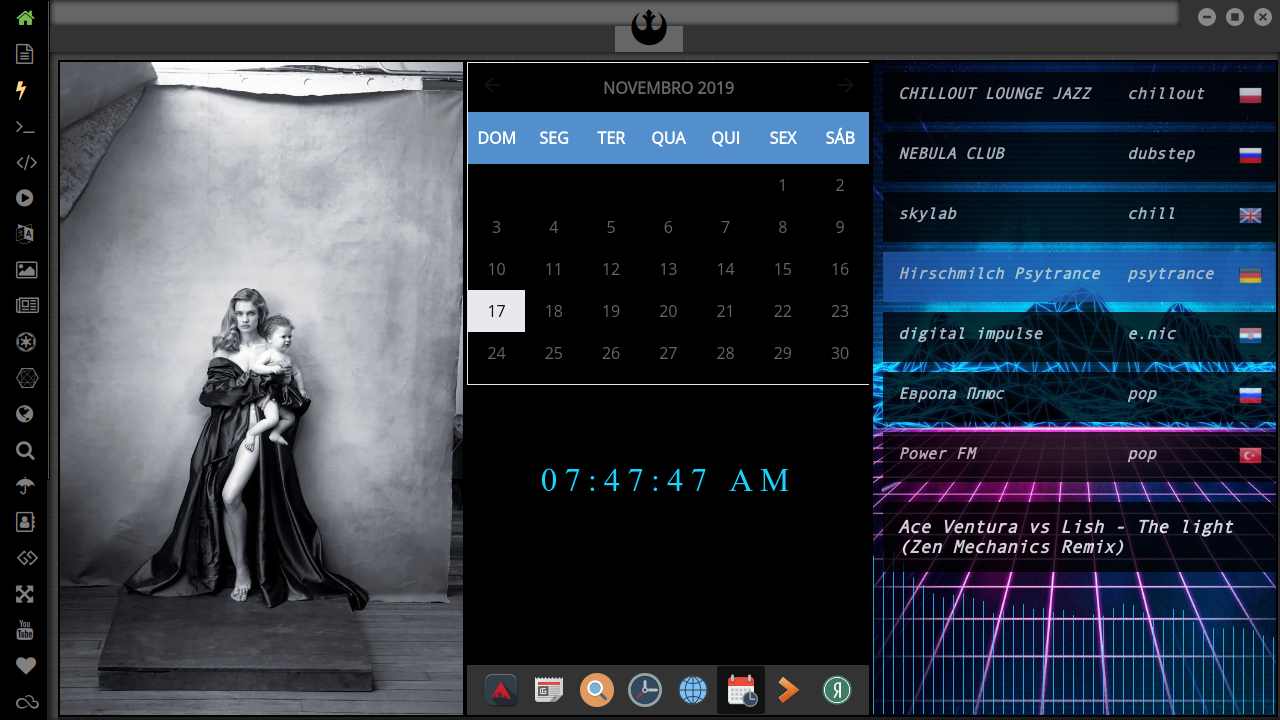 NOVEMBRO 2019
DOM SEG TER QUA QUI SEX SÁB
1 2
3 4 5 6 7 8 9
10 11 12 13 14 15 16
17 18 19 20 21 22 23
24 25 26 27 28 29 30
07:47:47 AM
CHILLOUT LOUNGE JAZZ chillout
NEBULA CLUB dubstep
skylab chill
Hirschmilch Psytrance psytrance
digital impulse e.nic
Европа Плюс pop
Power FM pop
Ace Ventura vs Lish - The light
(Zen Mechanics Remix)
You
Tube
Я